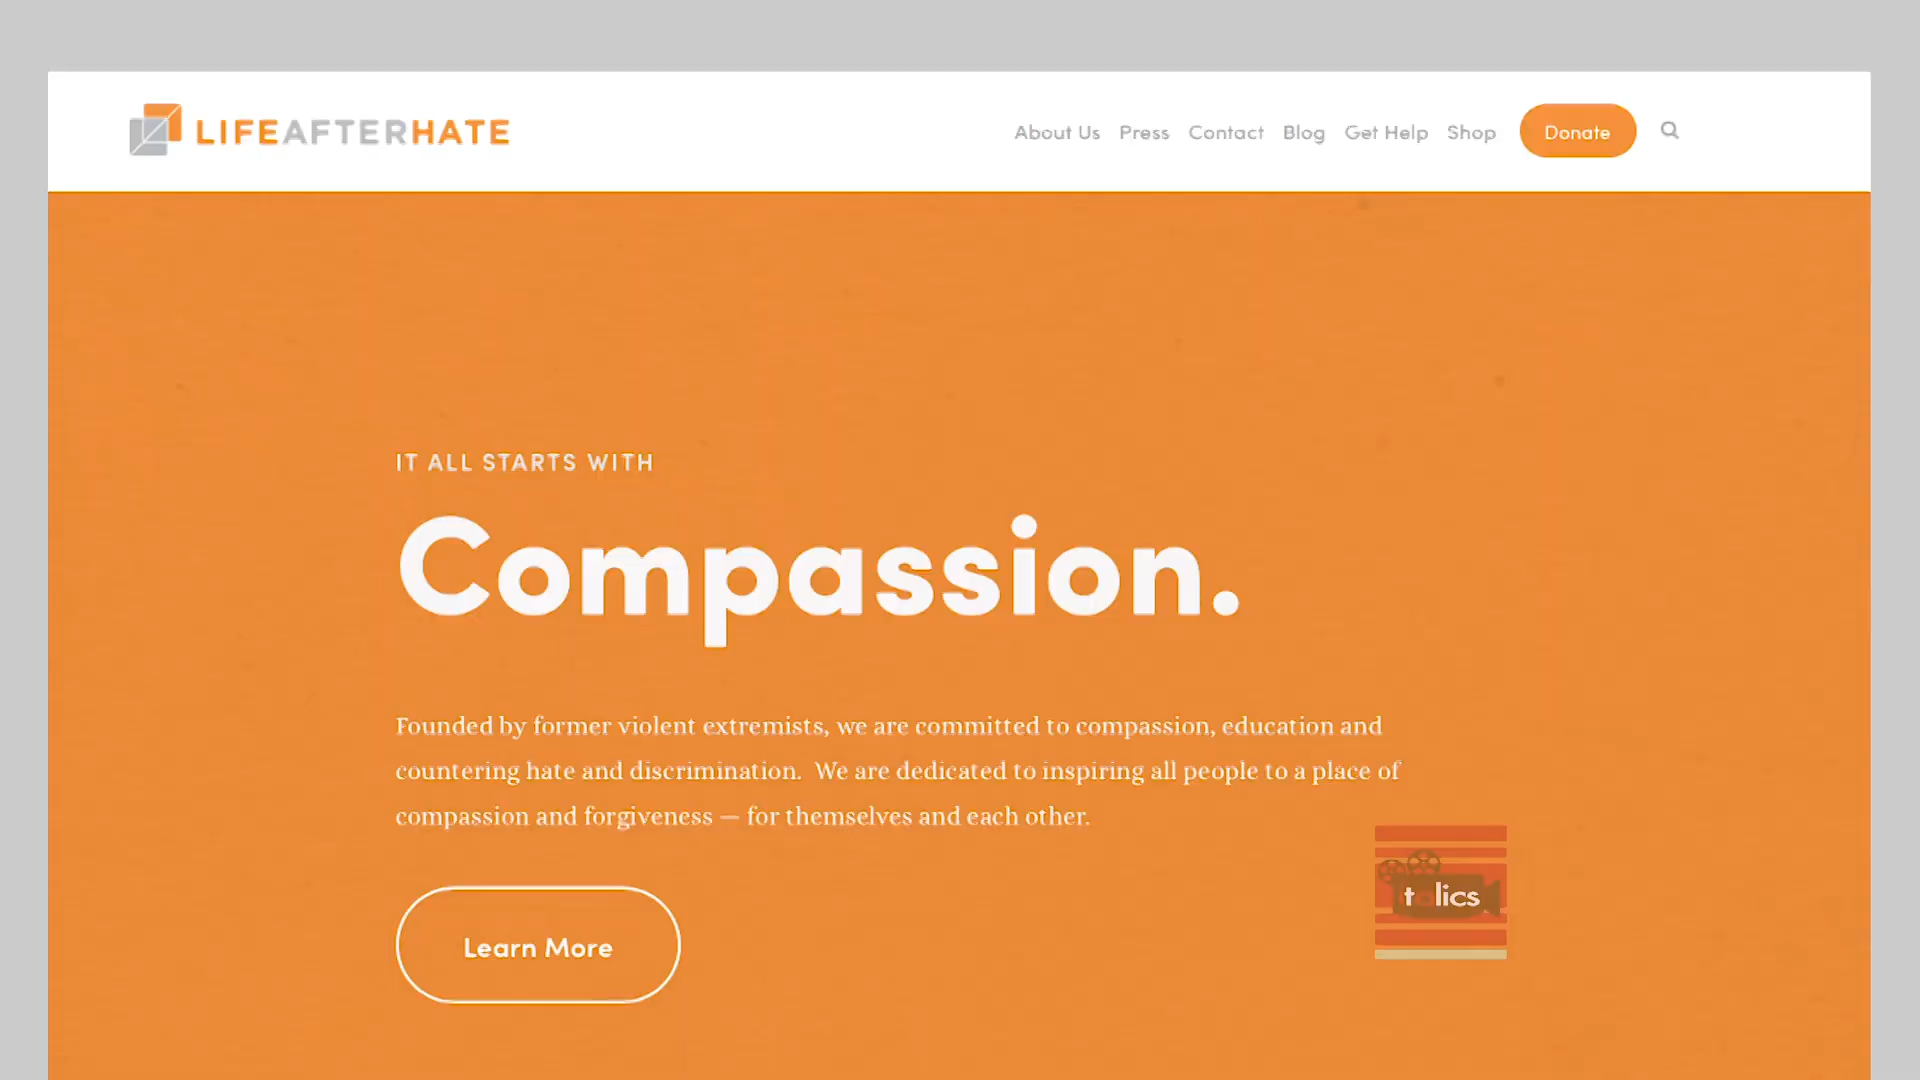 LIFEAFTERHATE
About Us Press Contact Blog Get Help Shop Donate
IT ALL STARTS WITH
Compassion.
Founded by former violent extremists, we are committed to compassion, education and
countering hate and discrimination. We are dedicated to inspiring all people to a place of
compassion and forgiveness — for themselves and each other.
Learn More